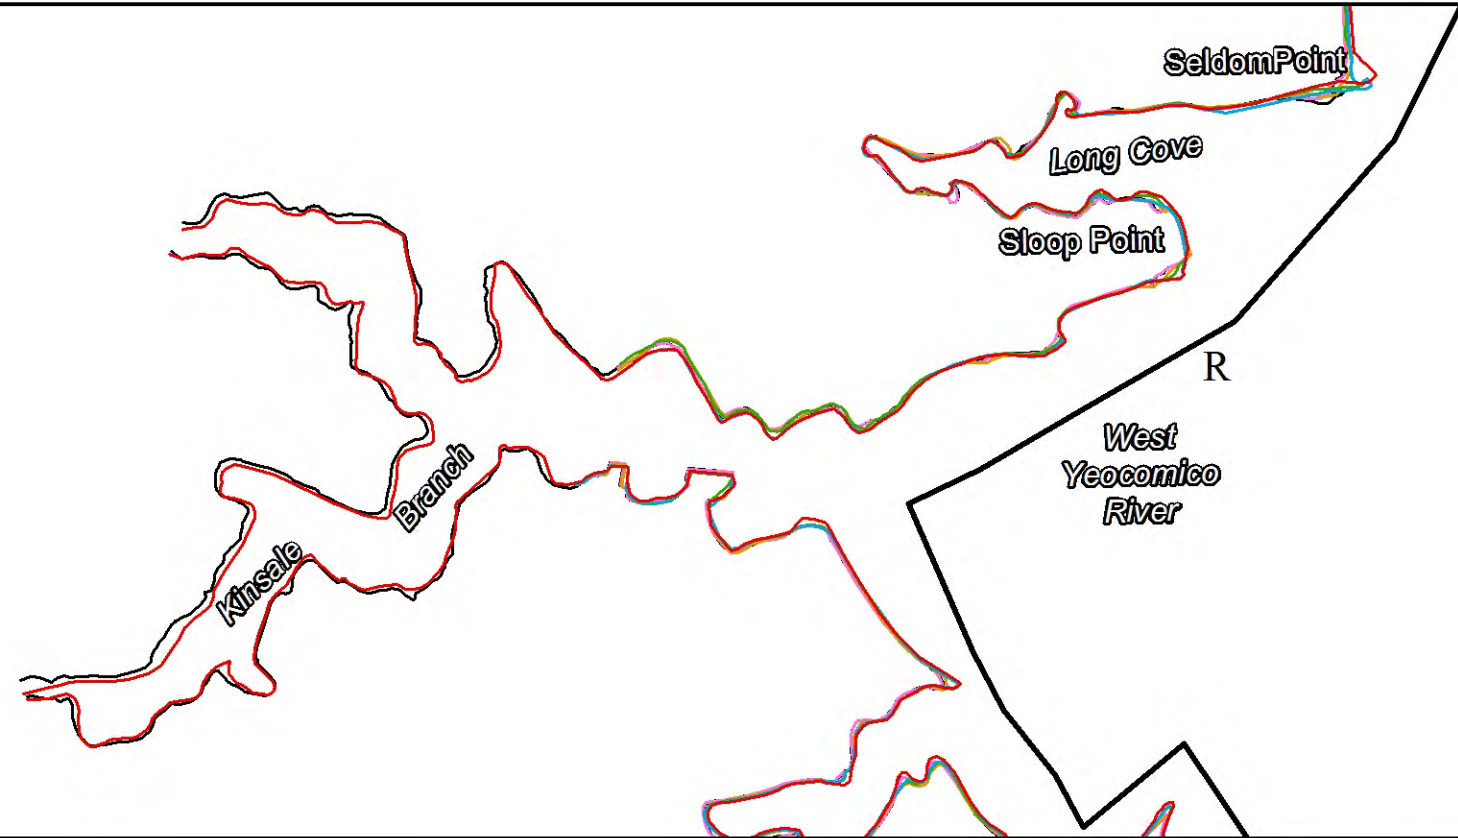 SeldomPoint
Long Cove
Sloop Point
R
West
Yeocomico
River
Branch
Kinsale